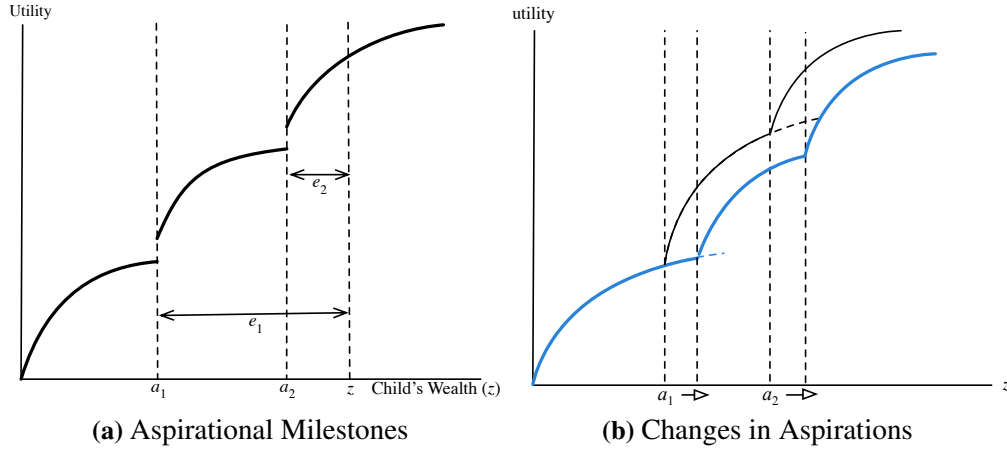 Utility
e₂
e₁
a₁
a₂
z
Child's Wealth (z)
(a) Aspirational Milestones
utility
a₁
a₂
z
(b) Changes in Aspirations